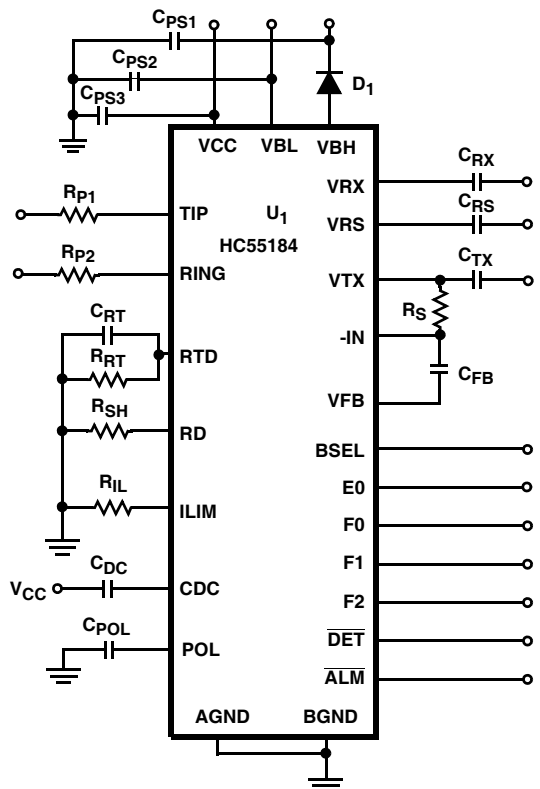 CPS1
CPS2
D1
CPS3
VCC VBL VBH
CRX
VRX
RP1
CRS
TIP U1 VRS
HC55184
RP2
CTX
RING VTX
RS
CRT
-IN
RTD
RRT
CFB
RSH
VFB
RD
BSEL
RIL
E0
ILIM
F0
CDC
F1
VCC CDC
F2
CPOL
DET
POL
ALM
AGND BGND